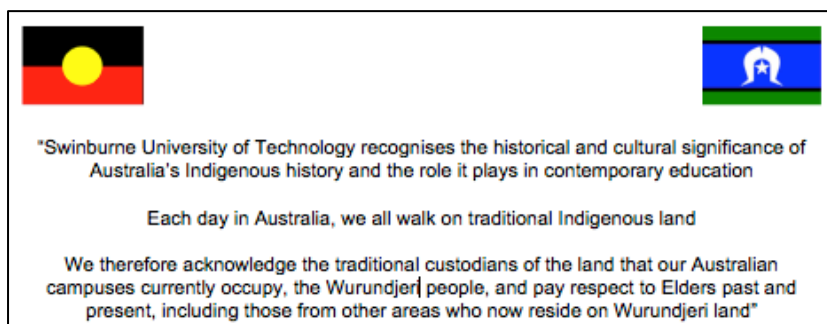 "Swinburne University of Technology recognises the historical and cultural significance of
Australia's Indigenous history and the role it plays in contemporary education
Each day in Australia, we all walk on traditional Indigenous land
We therefore acknowledge the traditional custodians of the land that our Australian
campuses currently occupy, the Wurundjeri people, and pay respect to Elders past and
present, including those from other areas who now reside on Wurundjeri land"